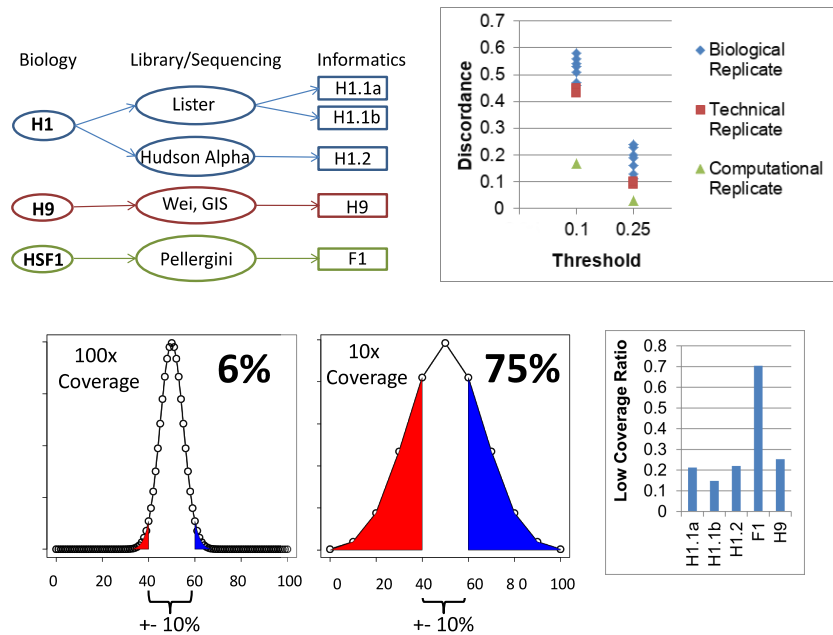 Biology Library/Sequencing Informatics
H1
Lister
Hudson Alpha
H1.1a
H1.1b
H1.2
H9
Wei, GIS
H9
HSF1
Pellergini
F1
0.7
0.6
0.5
0.4
0.3
0.2
0.1
0
Discordance
0.1 0.25
Threshold
Biological
Replicate
Technical
Replicate
Computational
Replicate
100x
Coverage
6%
0 20 40 60 80 100
+- 10%
10x
Coverage
75%
0 20 40 60 8 0 100
+- 10%
Low Coverage Ratio
0.8
0.7
0.6
0.5
0.4
0.3
0.2
0.1
0
H1.1a
H1.1b
H1.2
F1
H9